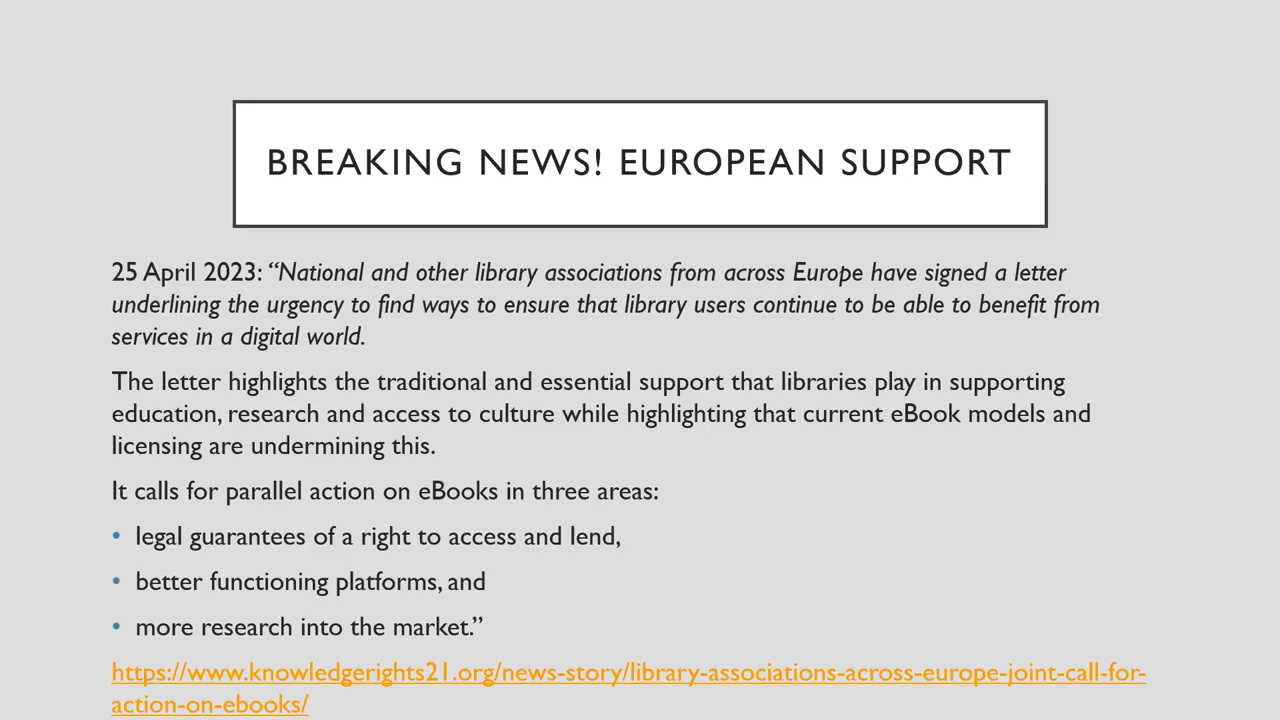 BREAKING NEWS! EUROPEAN SUPPORT
25 April 2023: “National and other library associations from across Europe have signed a letter
underlining the urgency to find ways to ensure that library users continue to be able to benefit from
services in a digital world.
The letter highlights the traditional and essential support that libraries play in supporting
education, research and access to culture while highlighting that current eBook models and
licensing are undermining this.
It calls for parallel action on eBooks in three areas:
• legal guarantees of a right to access and lend,
• better functioning platforms, and
• more research into the market.”
https://www.knowledgerights21.org/news-story/library-associations-across-europe-joint-call-for-
action-on-ebooks/